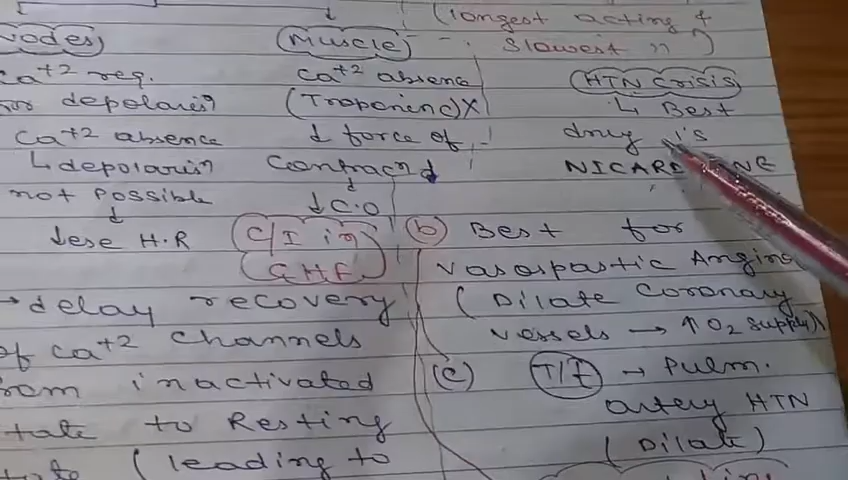 (longest acting &
slowest " )
HTN crisis
↳ Best
drug is
nodes)
Ca+2 req.
for depolarisn
Ca+2 absence
↳depolarisn
not possible
↓
↓ese H.R
Muscle
Ca+2 absence
(Troponin C) X
↓ force of
Contracn
↓
↓C.O
C/I in
CHF
→delay recovery
of Ca+2 channels
from inactivated
state to Resting
(leading to
(b) Best for
vasospastic Angina
(Dilate coronary
vessels → ↑O2 supply)
(c) T/t → Pulm.
artery HTN
(Dilate)